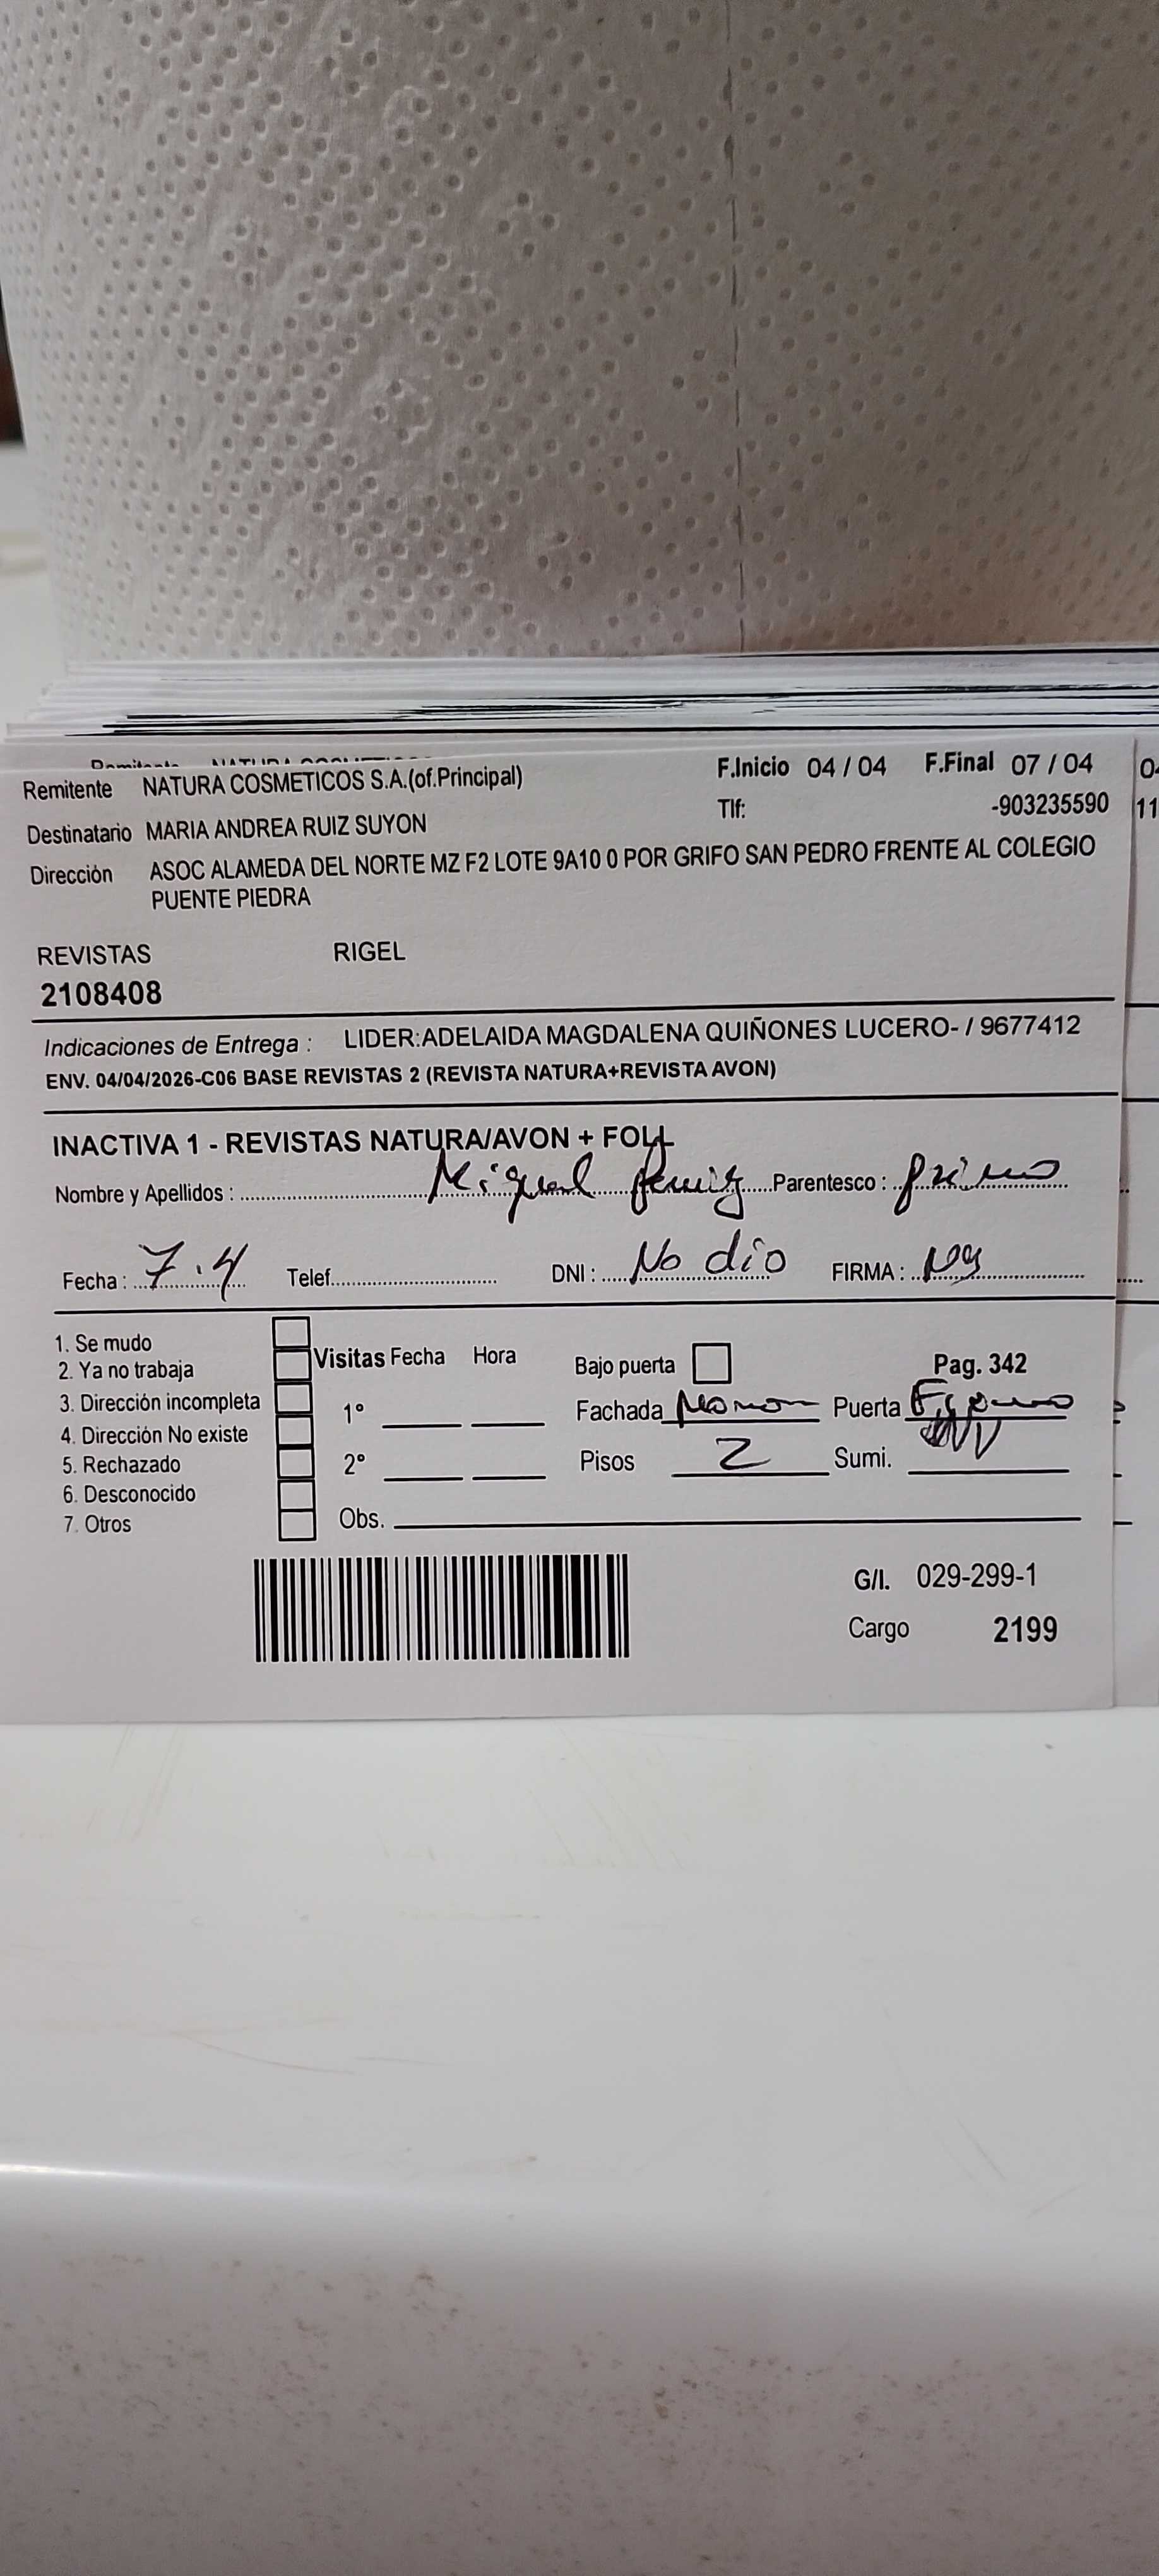 Remitente NATURA COSMETICOS S.A.(of.Principal) F.Inicio 04 / 04 F.Final 07 / 04
Destinatario MARIA ANDREA RUIZ SUYON Tlf: -903235590
Dirección ASOC ALAMEDA DEL NORTE MZ F2 LOTE 9A10 0 POR GRIFO SAN PEDRO FRENTE AL COLEGIO
PUENTE PIEDRA
REVISTAS RIGEL
2108408
Indicaciones de Entrega : LIDER:ADELAIDA MAGDALENA QUIÑONES LUCERO- / 9677412
ENV. 04/04/2026-C06 BASE REVISTAS 2 (REVISTA NATURA+REVISTA AVON)
INACTIVA 1 - REVISTAS NATURA/AVON + FOLL
Nombre y Apellidos : Miguel Parentesco : primo
Fecha : 7.4 Telef. DNI : No dio FIRMA :
1. Se mudo
2. Ya no trabaja Visitas Fecha Hora Bajo puerta Pag. 342
3. Dirección incompleta 1° Fachada Puerta
4. Dirección No existe
5. Rechazado 2° Pisos 2 Sumi.
6. Desconocido
7. Otros Obs.
G/I. 029-299-1
Cargo 2199